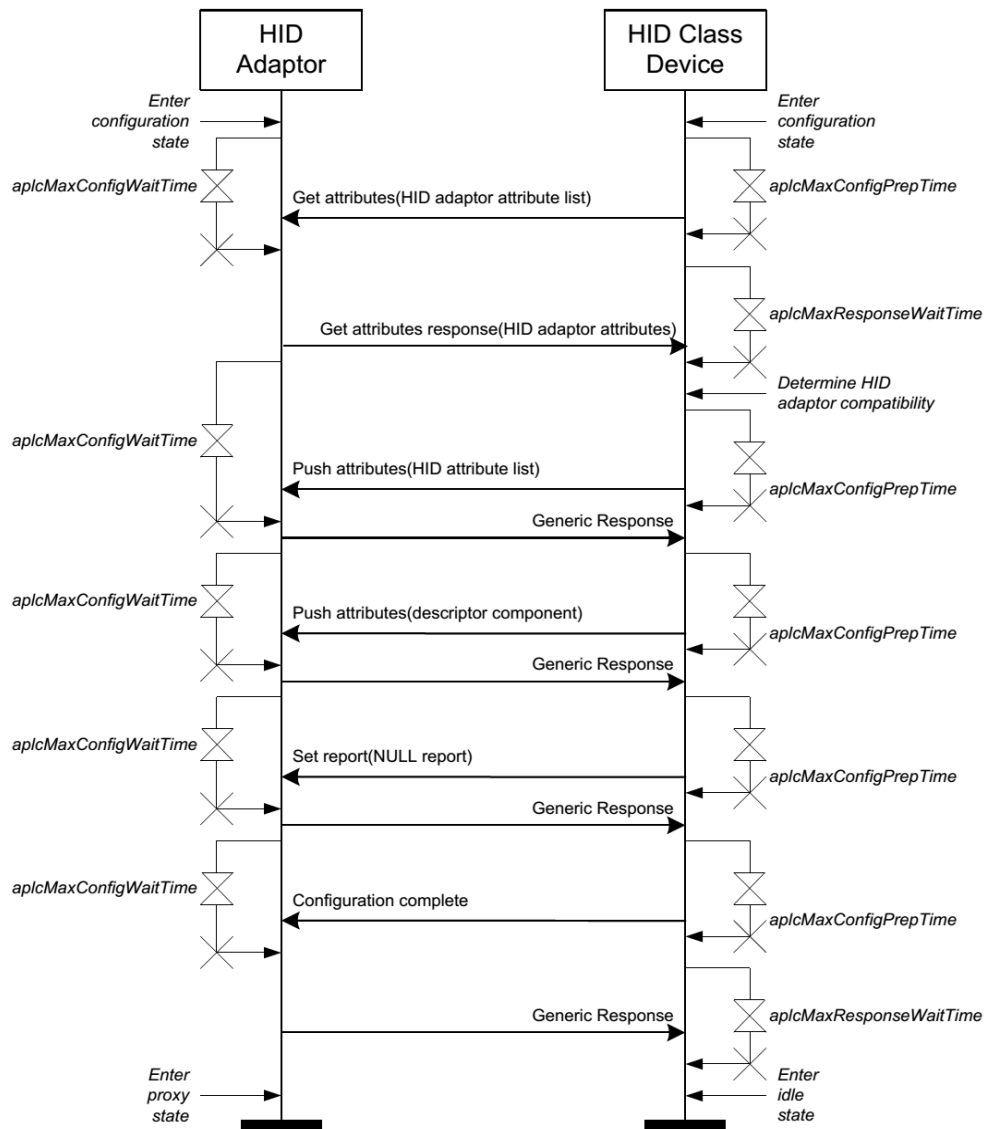 HID
Adaptor
HID Class
Device
Enter
configuration
state
Enter
configuration
state
aplcMaxConfigWaitTime
aplcMaxConfigPrepTime
Get attributes(HID adaptor attribute list)
aplcMaxResponseWaitTime
Get attributes response(HID adaptor attributes)
Determine HID
adaptor compatibility
aplcMaxConfigWaitTime
Push attributes(HID attribute list)
aplcMaxConfigPrepTime
Generic Response
aplcMaxConfigWaitTime
Push attributes(descriptor component)
aplcMaxConfigPrepTime
Generic Response
aplcMaxConfigWaitTime
Set report(NULL report)
aplcMaxConfigPrepTime
Generic Response
aplcMaxConfigWaitTime
Configuration complete
aplcMaxConfigPrepTime
Generic Response
aplcMaxResponseWaitTime
Enter
proxy
state
Enter
idle
state